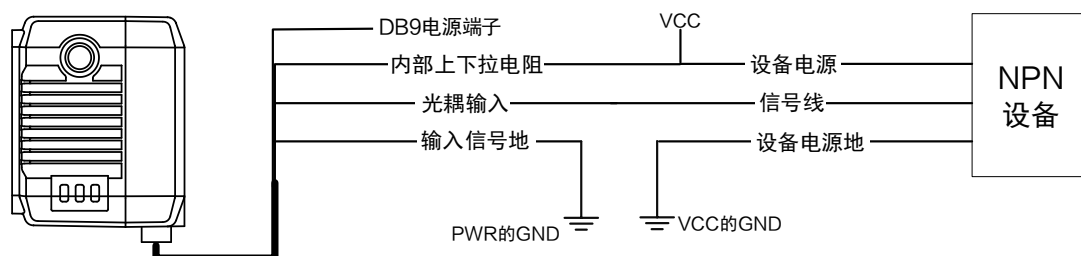 DB9电源端子
VCC
内部上下拉电阻
设备电源
光耦输入
信号线
输入信号地
设备电源地
NPN
设备
PWR的GND
VCC的GND